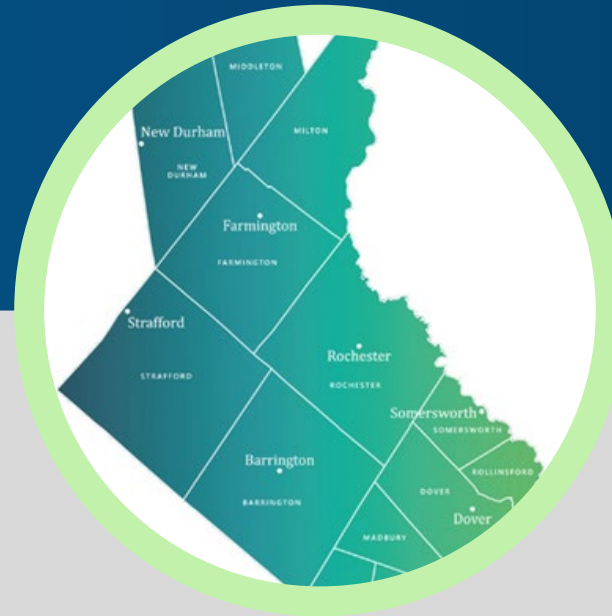 MIDDLETON
New Durham
MILTON
NEW
DURHAM
Farmington
FARMINGTON
Strafford
Rochester
STRAFFORD
ROCHESTER
Somersworth
SOMERSWORTH
Barrington
ROLLINSFORD
DOVER
BARRINGTON
Dover
MADBURY